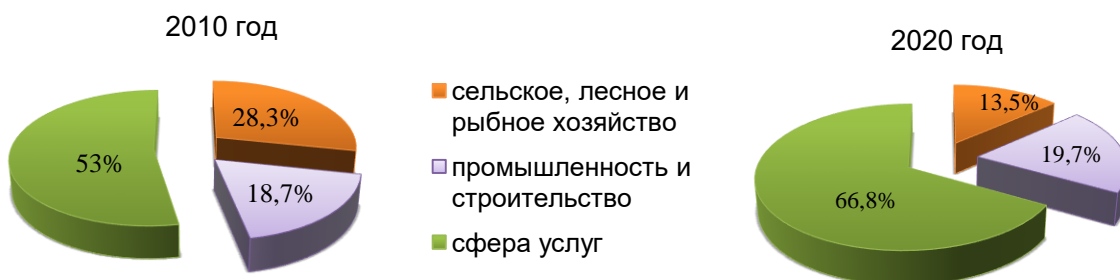 2010 год
28,3%
53%
18,7%
сельское, лесное и
рыбное хозяйство
промышленность и
строительство
сфера услуг
2020 год
13,5%
19,7%
66,8%